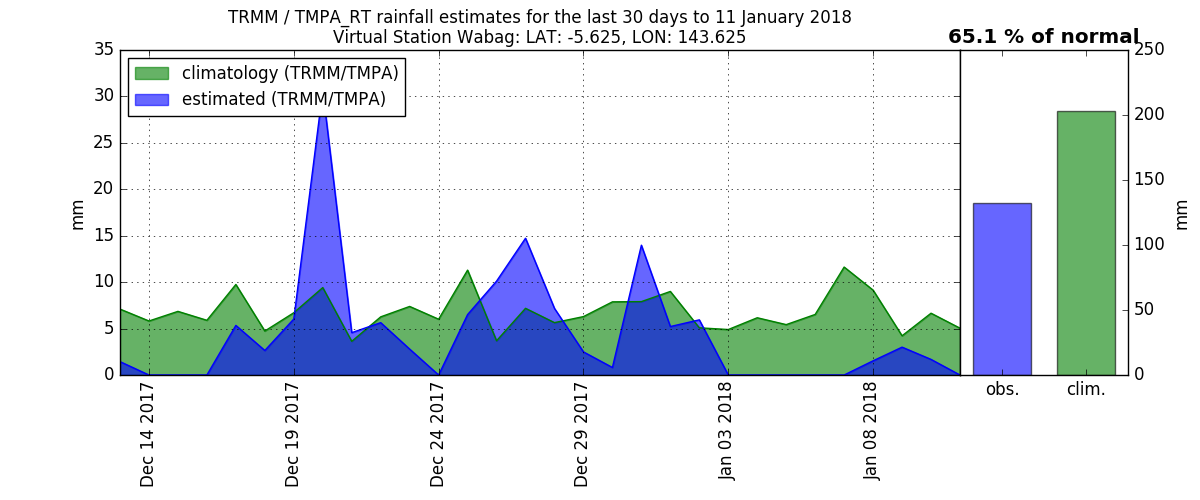 TRMM / TMPA_RT rainfall estimates for the last 30 days to 11 January 2018
Virtual Station Wabag: LAT: -5.625, LON: 143.625
65.1 % of normal
climatology (TRMM/TMPA)
estimated (TRMM/TMPA)
35
30
25
20
15
10
5
0
mm
Dec 14 2017
Dec 19 2017
Dec 24 2017
Dec 29 2017
Jan 03 2018
Jan 08 2018
obs.
clim.
250
200
150
100
50
0
mm